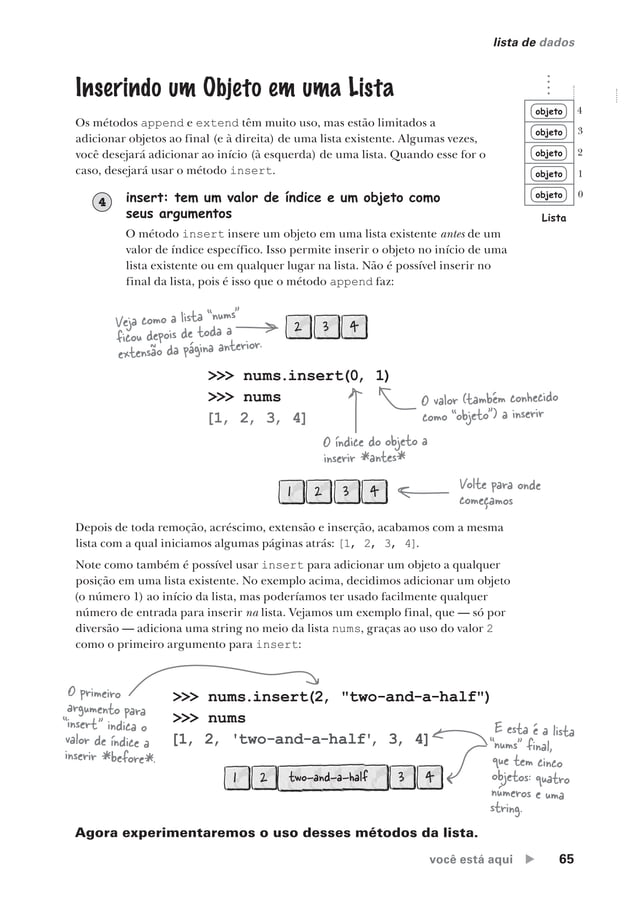 lista de dados
Inserindo um Objeto em uma Lista
Os métodos append e extend têm muito uso, mas estão limitados a
adicionar objetos ao final (e à direita) de uma lista existente. Algumas vezes,
você desejará adicionar ao início (à esquerda) de uma lista. Quando esse for o
caso, desejará usar o método insert.
objeto 4
objeto 3
objeto 2
objeto 1
objeto 0
Lista
4
insert: tem um valor de índice e um objeto como
seus argumentos
O método insert insere um objeto em uma lista existente antes de um
valor de índice específico. Isso permite inserir o objeto no início de uma
lista existente ou em qualquer lugar na lista. Não é possível inserir no
final da lista, pois é isso que o método append faz:
Veja como a lista "nums"
ficou depois de toda a
extensão da página anterior.
2 3 4
>>> nums.insert(0, 1)
>>> nums
[1, 2, 3, 4]
O valor (também conhecido
como "objeto") a inserir
O índice do objeto a
inserir *antes*
1 2 3 4
Volte para onde
começamos
Depois de toda remoção, acréscimo, extensão e inserção, acabamos com a mesma
lista com a qual iniciamos algumas páginas atrás: [1, 2, 3, 4].
Note como também é possível usar insert para adicionar um objeto a qualquer
posição em uma lista existente. No exemplo acima, decidimos adicionar um objeto
(o número 1) ao início da lista, mas poderíamos ter usado facilmente qualquer
número de entrada para inserir na lista. Vejamos um exemplo final, que — só por
diversão — adiciona uma string no meio da lista nums, graças ao uso do valor 2
como o primeiro argumento para insert:
O primeiro
argumento para
"insert" indica o
valor de índice a
inserir *before*.
>>> nums.insert(2, "two-and-a-half")
>>> nums
[1, 2, 'two-and-a-half', 3, 4]
1 2 two-and-a-half 3 4
E esta é a lista
"nums" final,
que tem cinco
objetos: quatro
números e uma
string.
Agora experimentaremos o uso desses métodos da lista.
você está aqui ▶ 65